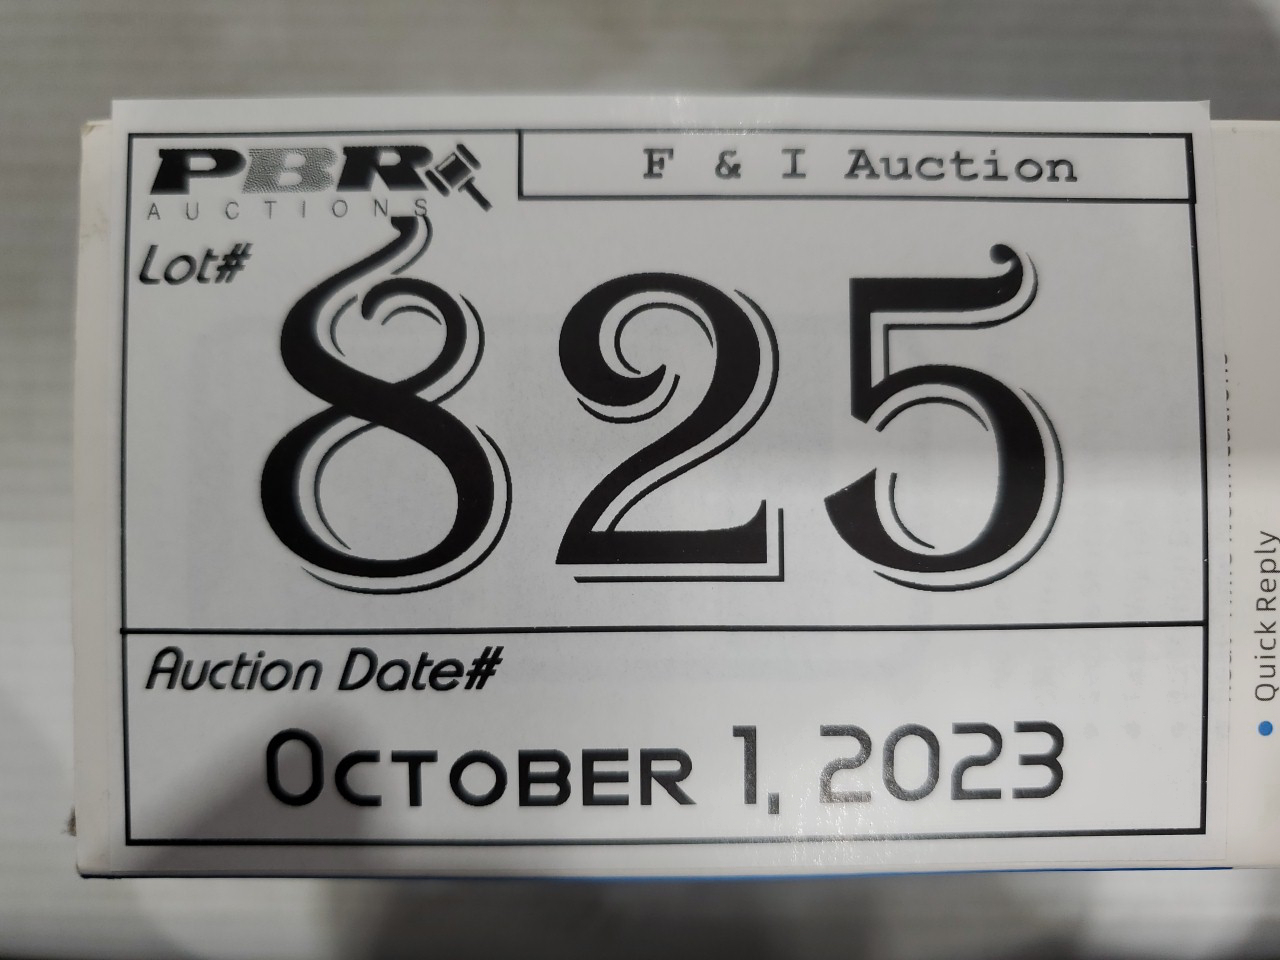 PBR
AUCTIONS
F & I Auction
Lot#
825
Auction Date#
OCTOBER 1, 2023
Quick Reply